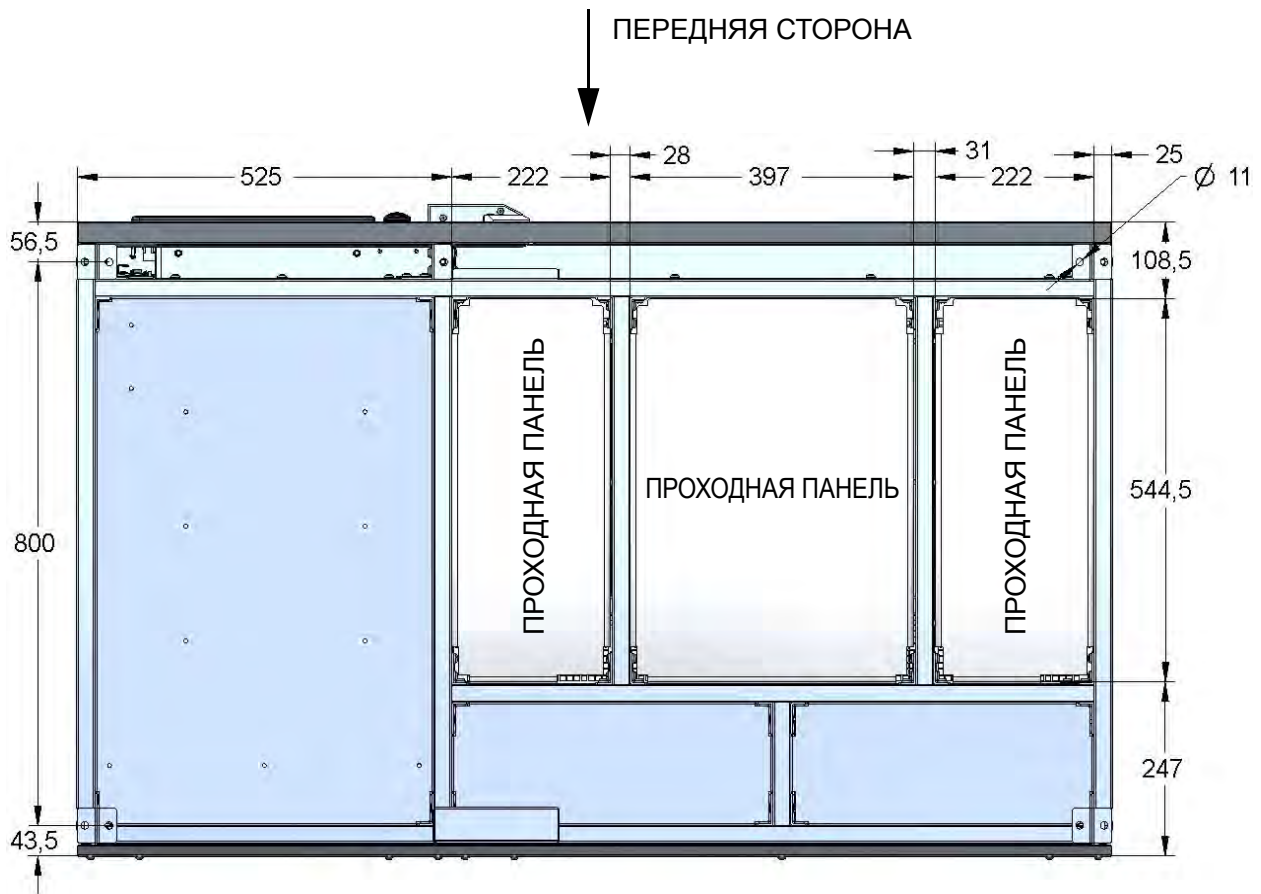 ПЕРЕДНЯЯ СТОРОНА
28
31
25
525
222
397
222
Ø 11
56,5
108,5
ПРОХОДНАЯ ПАНЕЛЬ
ПРОХОДНАЯ ПАНЕЛЬ
ПРОХОДНАЯ ПАНЕЛЬ
544,5
800
247
43,5